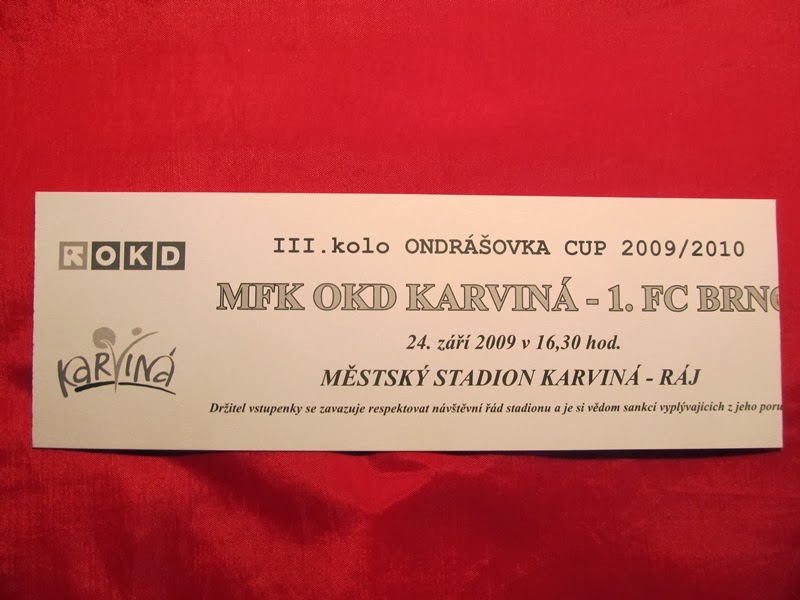 OKD
III.kolo ONDRÁŠOVKA CUP 2009/2010
MFK OKD KARVINÁ - 1. FC BRNO
24. září 2009 v 16,30 hod.
KARVINÁ
MĚSTSKÝ STADION KARVINÁ - RÁJ
Držitel vstupenky se zavazuje respektovat návštěvní řád stadionu a je si vědom sankcí vyplývajících z jeho poru